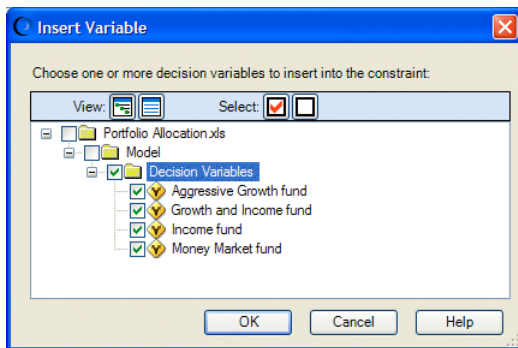 Insert Variable
Choose one or more decision variables to insert into the constraint:
View: Select:
Portfolio Allocation.xls
Model
Decision Variables
Y Aggressive Growth fund
Y Growth and Income fund
Y Income fund
Y Money Market fund
OK Cancel Help